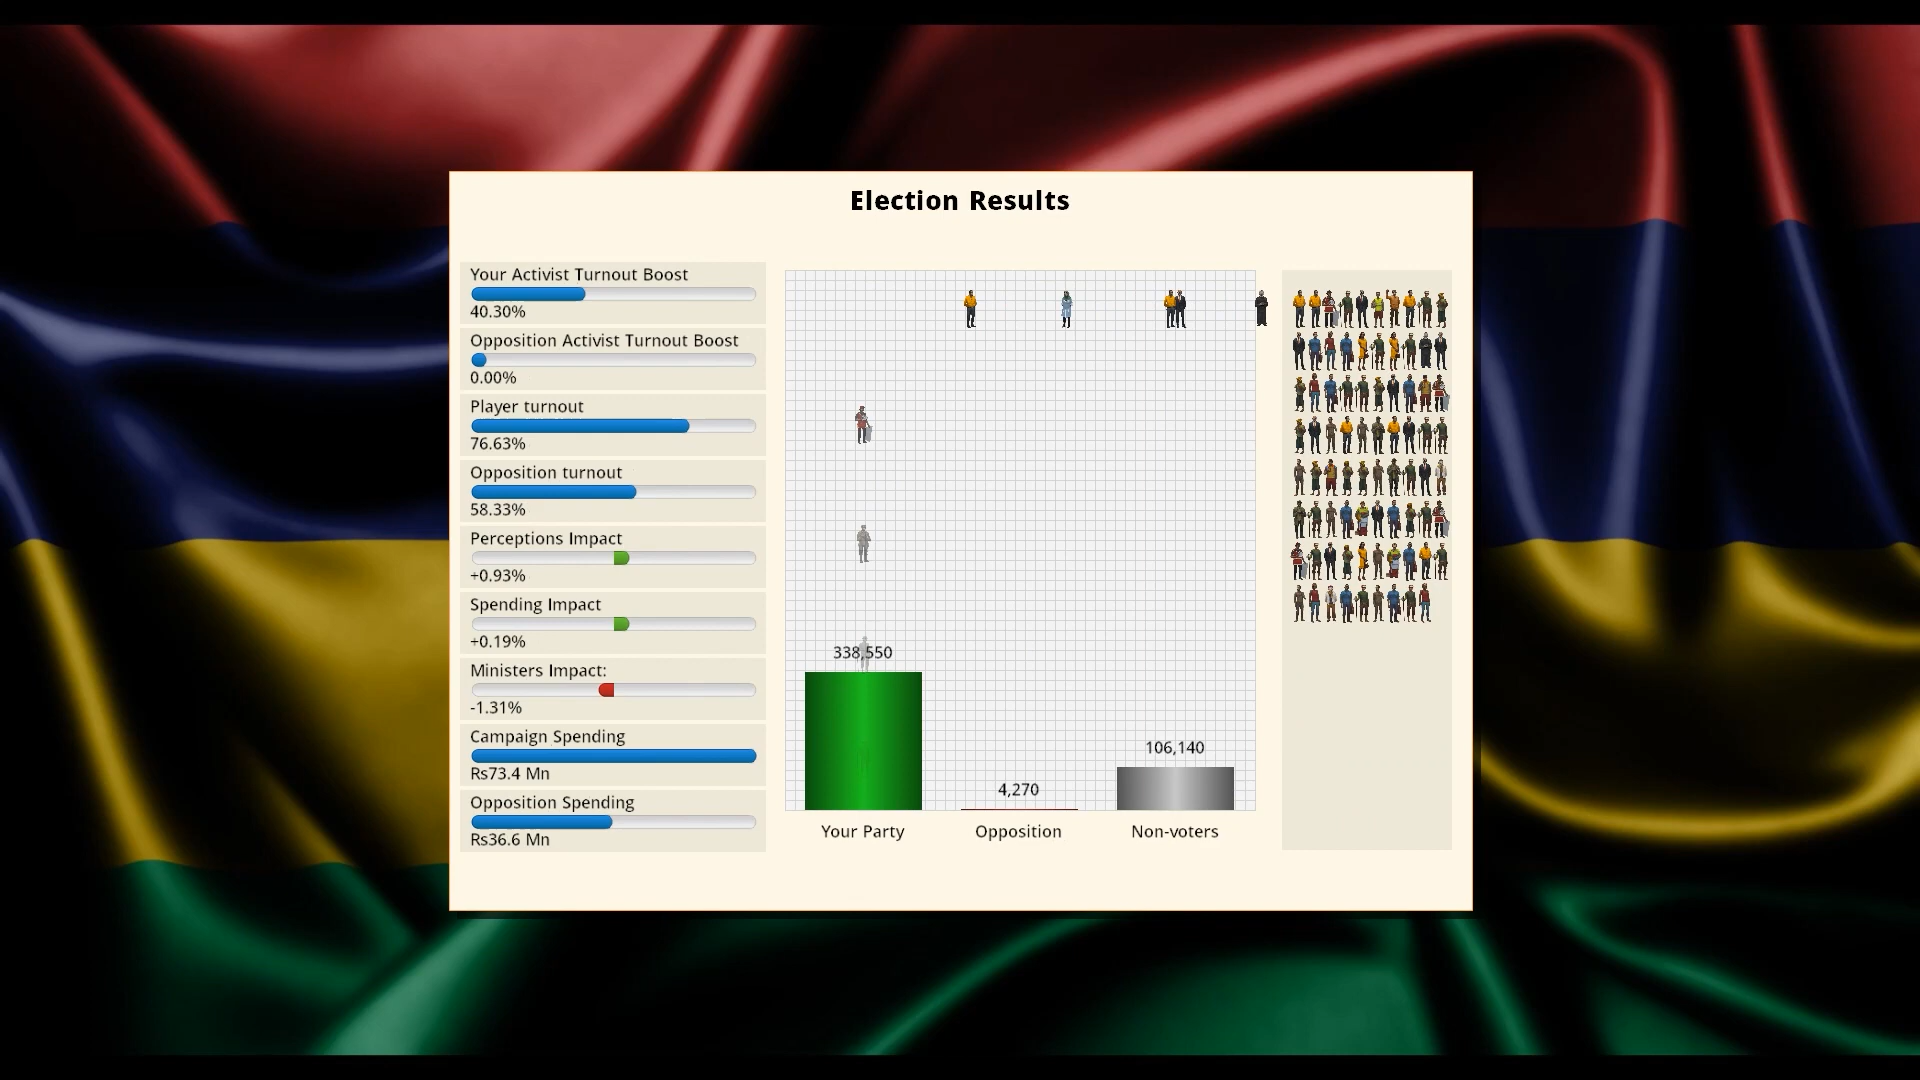 Election Results
Your Activist Turnout Boost
40.30%
Opposition Activist Turnout Boost
0.00%
Player turnout
76.63%
Opposition turnout
58.33%
Perceptions Impact
+0.93%
Spending Impact
+0.19%
Ministers Impact:
-1.31%
Campaign Spending
Rs73.4 Mn
Opposition Spending
Rs36.6 Mn
338,550
4,270
106,140
Your Party
Opposition
Non-voters